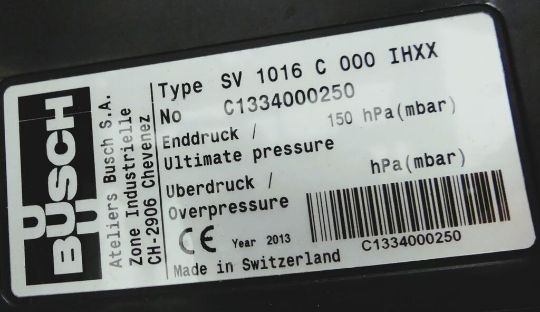 BUSCH
Ateliers Busch S.A.
Zone Industrielle
CH-2906 Chevenez
Type SV 1016 C 000 IHXX
No C1334000250
Enddruck / 150 hPa(mbar)
Ultimate pressure
Uberdruck / hPa(mbar)
Overpressure
CE Year 2013
C1334000250
Made in Switzerland